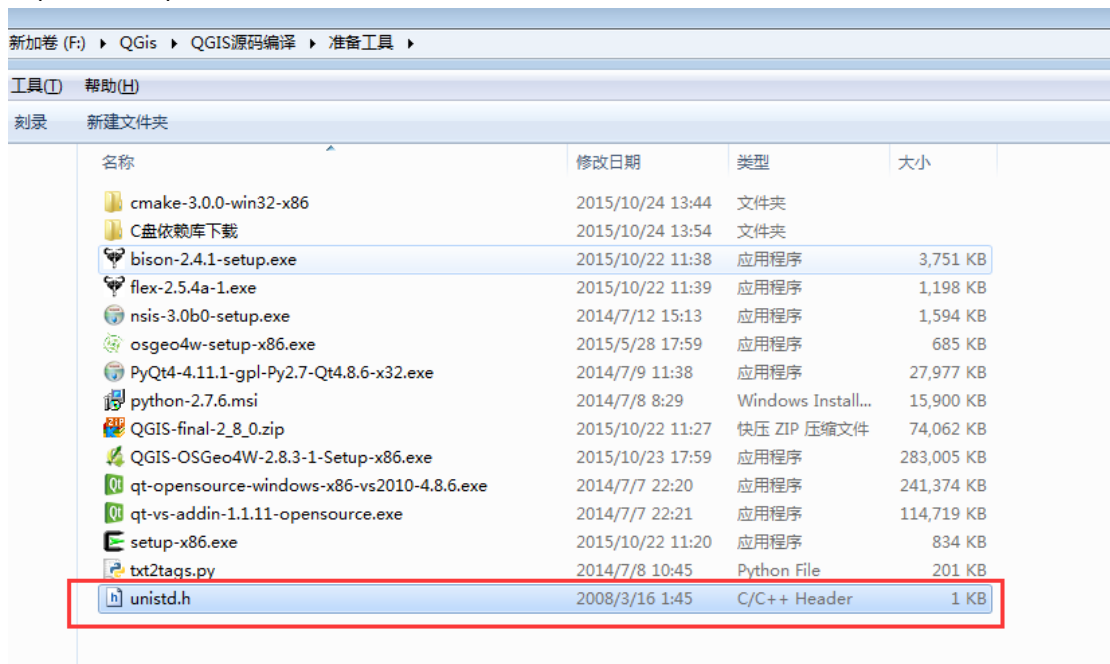 新加卷 (F:) ▸ QGis ▸ QGIS源码编译 ▸ 准备工具 ▸
工具(T) 帮助(H)
刻录 新建文件夹
名称 修改日期 类型 大小
cmake-3.0.0-win32-x86 2015/10/24 13:44 文件夹
C盘依赖库下载 2015/10/24 13:54 文件夹
bison-2.4.1-setup.exe 2015/10/22 11:38 应用程序 3,751 KB
flex-2.5.4a-1.exe 2015/10/22 11:39 应用程序 1,198 KB
nsis-3.0b0-setup.exe 2014/7/12 15:13 应用程序 1,594 KB
osgeo4w-setup-x86.exe 2015/5/28 17:59 应用程序 685 KB
PyQt4-4.11.1-gpl-Py2.7-Qt4.8.6-x32.exe 2014/7/9 11:38 应用程序 27,977 KB
python-2.7.6.msi 2014/7/8 8:29 Windows Install... 15,900 KB
QGIS-final-2_8_0.zip 2015/10/22 11:27 快压 ZIP 压缩文件 74,062 KB
QGIS-OSGeo4W-2.8.3-1-Setup-x86.exe 2015/10/23 17:59 应用程序 283,005 KB
qt-opensource-windows-x86-vs2010-4.8.6.exe 2014/7/7 22:20 应用程序 241,374 KB
qt-vs-addin-1.1.11-opensource.exe 2014/7/7 22:21 应用程序 114,719 KB
setup-x86.exe 2015/10/22 11:20 应用程序 834 KB
txt2tags.py 2014/7/8 10:45 Python File 201 KB
unistd.h 2008/3/16 1:45 C/C++ Header 1 KB